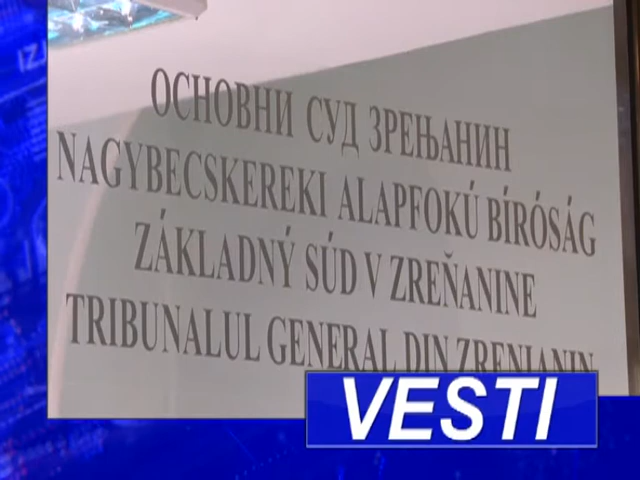 ОСНОВНИ СУД ЗРЕЊАНИН
NAGYBECSKEREKI ALAPFOKÚ BÍRÓSÁG
ZÁKLADNÝ SÚD V ZREŇANINE
TRIBUNALUL GENERAL DIN ZRENIANIN
VESTI